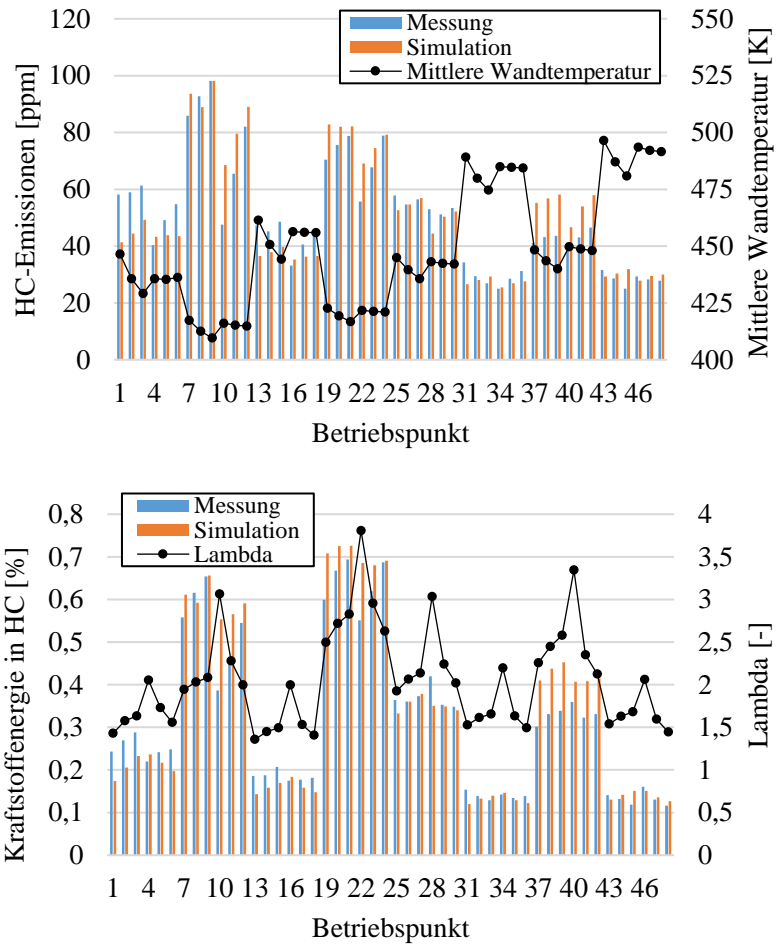 120
100
80
60
40
20
0
HC-Emissionen [ppm]
Messung
Simulation
Mittlere Wandtemperatur
550
525
500
475
450
425
400
Mittlere Wandtemperatur [K]
1 4 7 10 13 16 19 22 25 28 31 34 37 40 43 46
Betriebspunkt
0,8
0,7
0,6
0,5
0,4
0,3
0,2
0,1
0
Kraftstoffenergie in HC [%]
Messung
Simulation
Lambda
4
3,5
3
2,5
2
1,5
1
0,5
0
Lambda [-]
1 4 7 10 13 16 19 22 25 28 31 34 37 40 43 46
Betriebspunkt